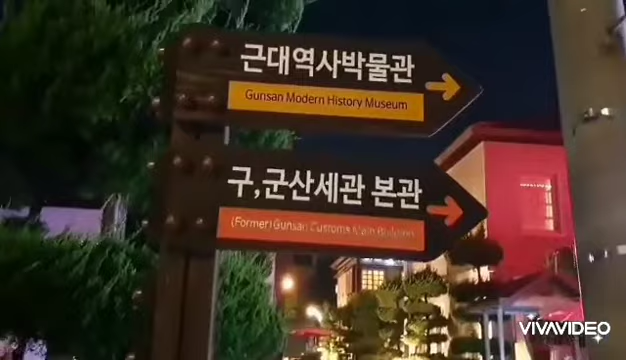 근대역사박물관
Gunsan Modern History Museum
구,군산세관 본관
(Former)Gunsan Customs Main Building
VIVAVIDEO